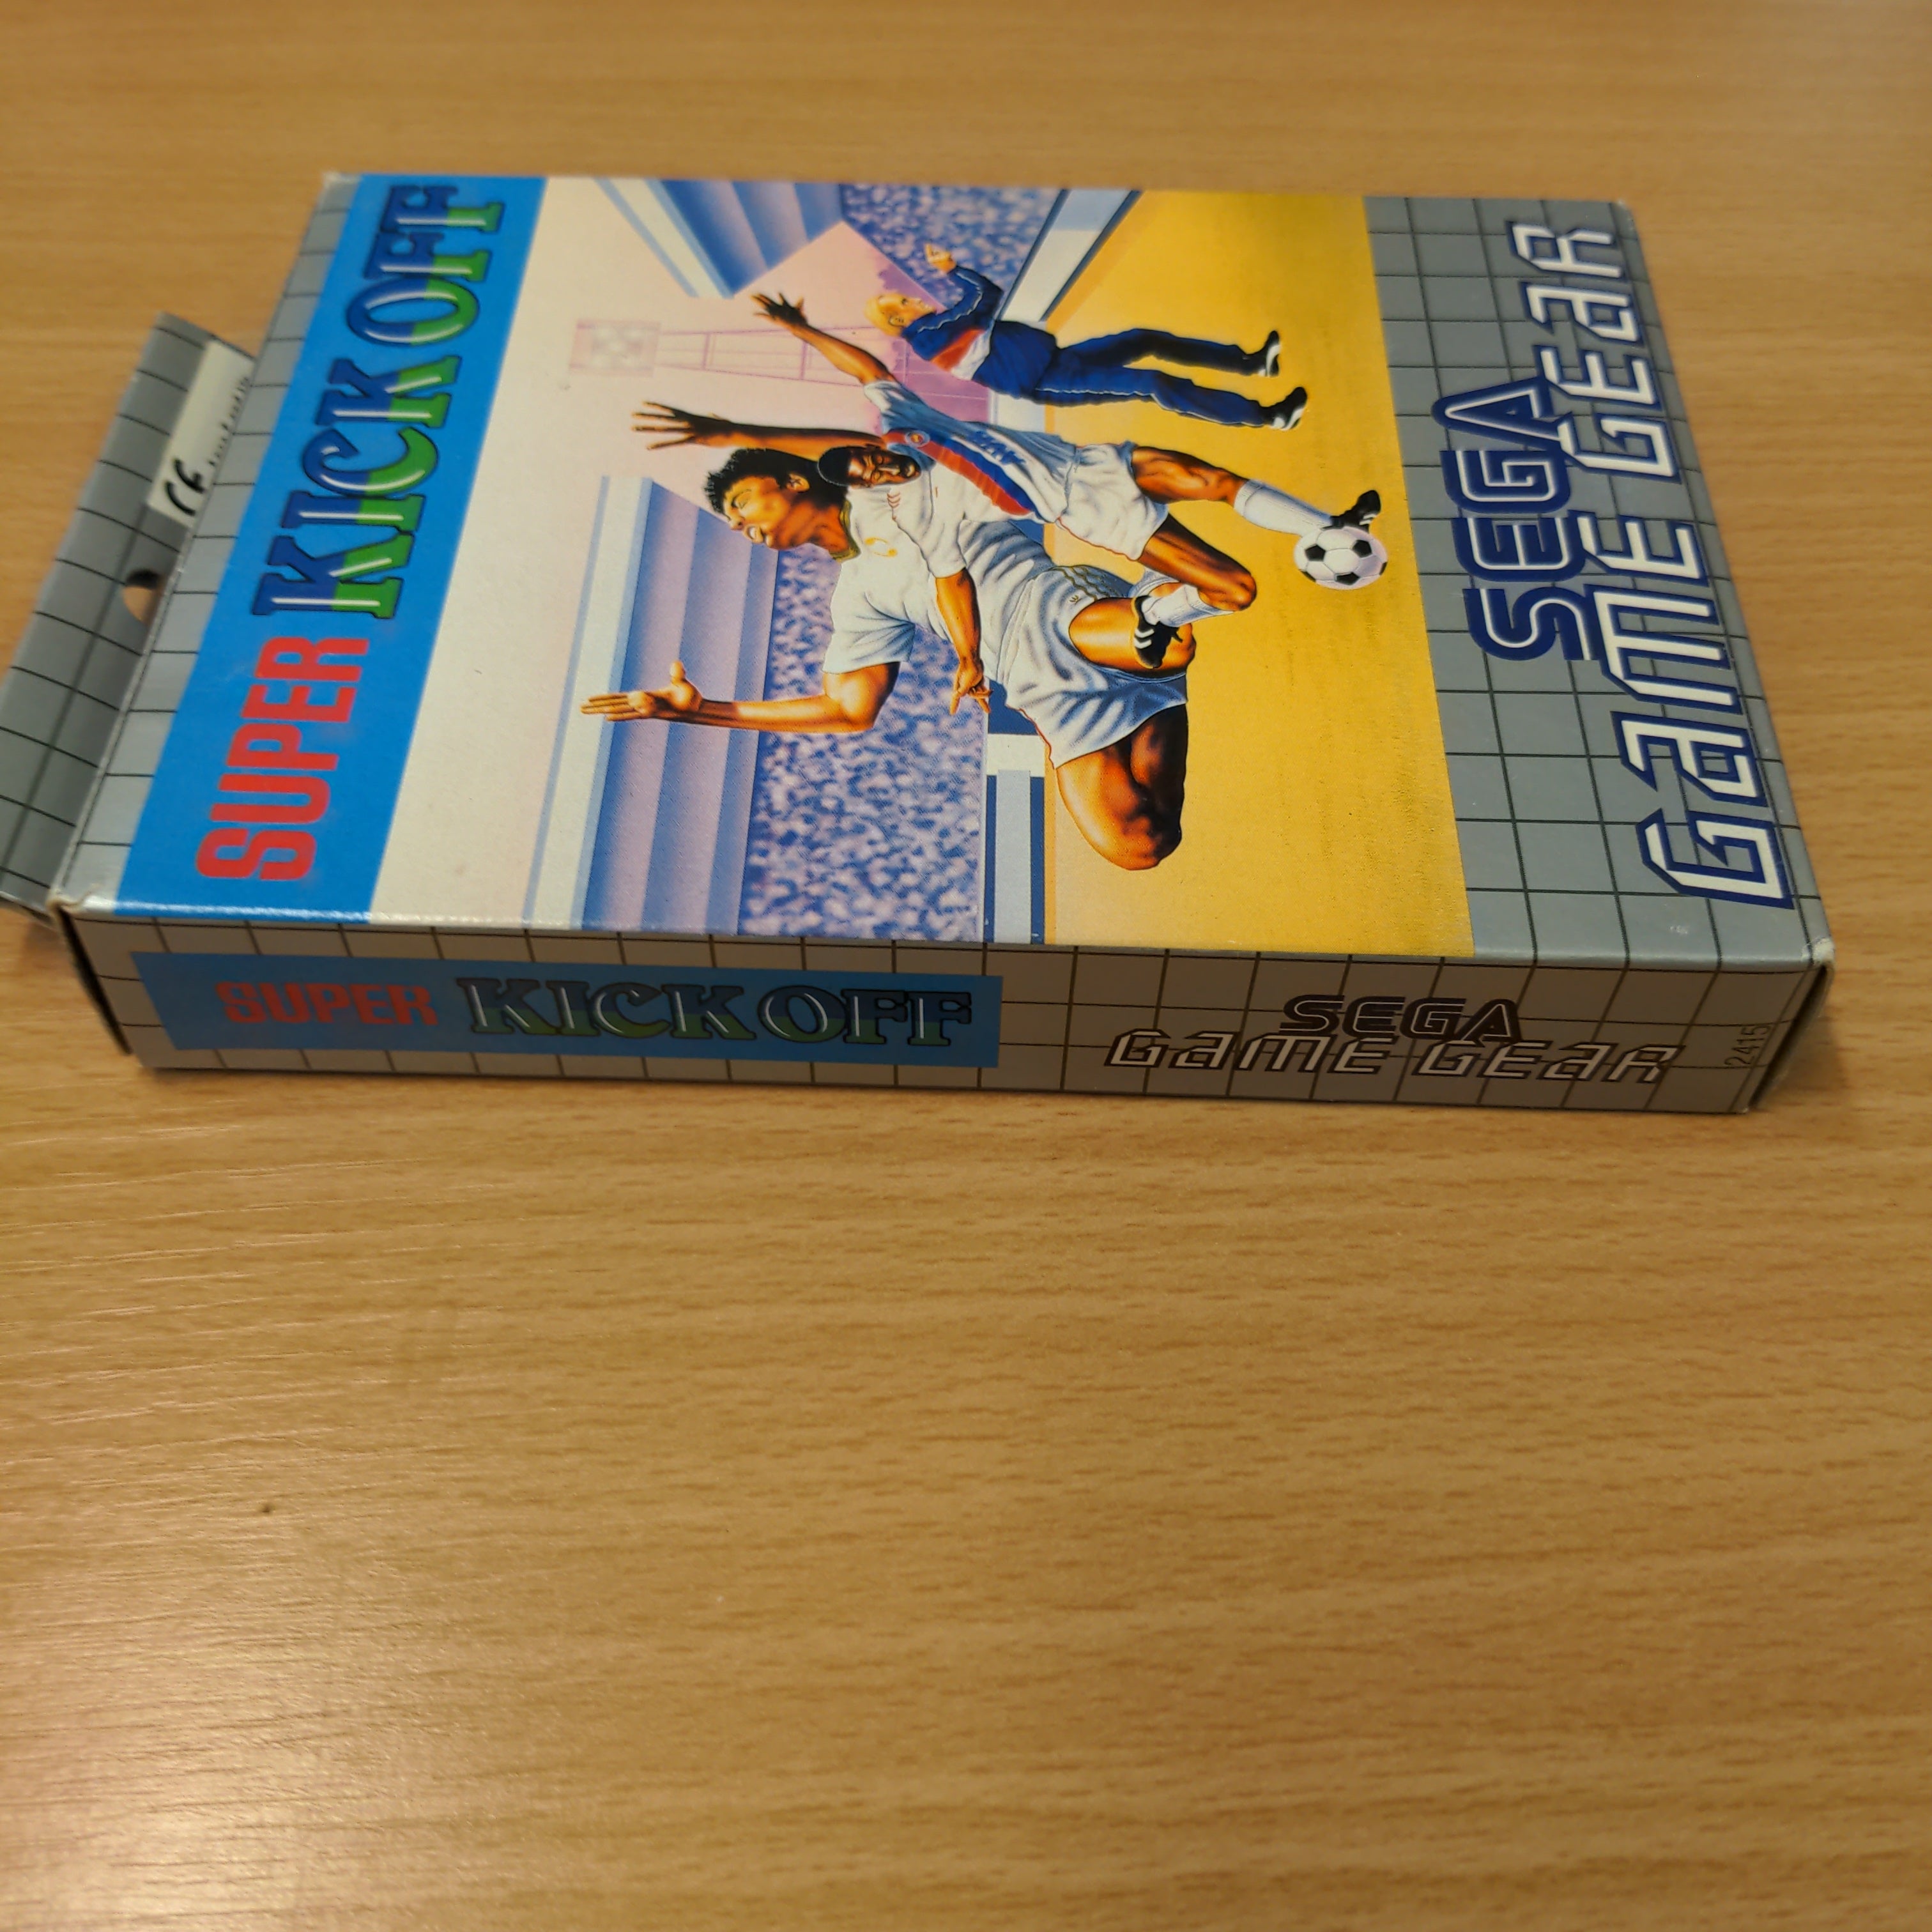 SUPER KICK OFF
SEGA
GAME GEAR
SUPER KICK OFF
SEGA
GAME GEAR
2415
CE